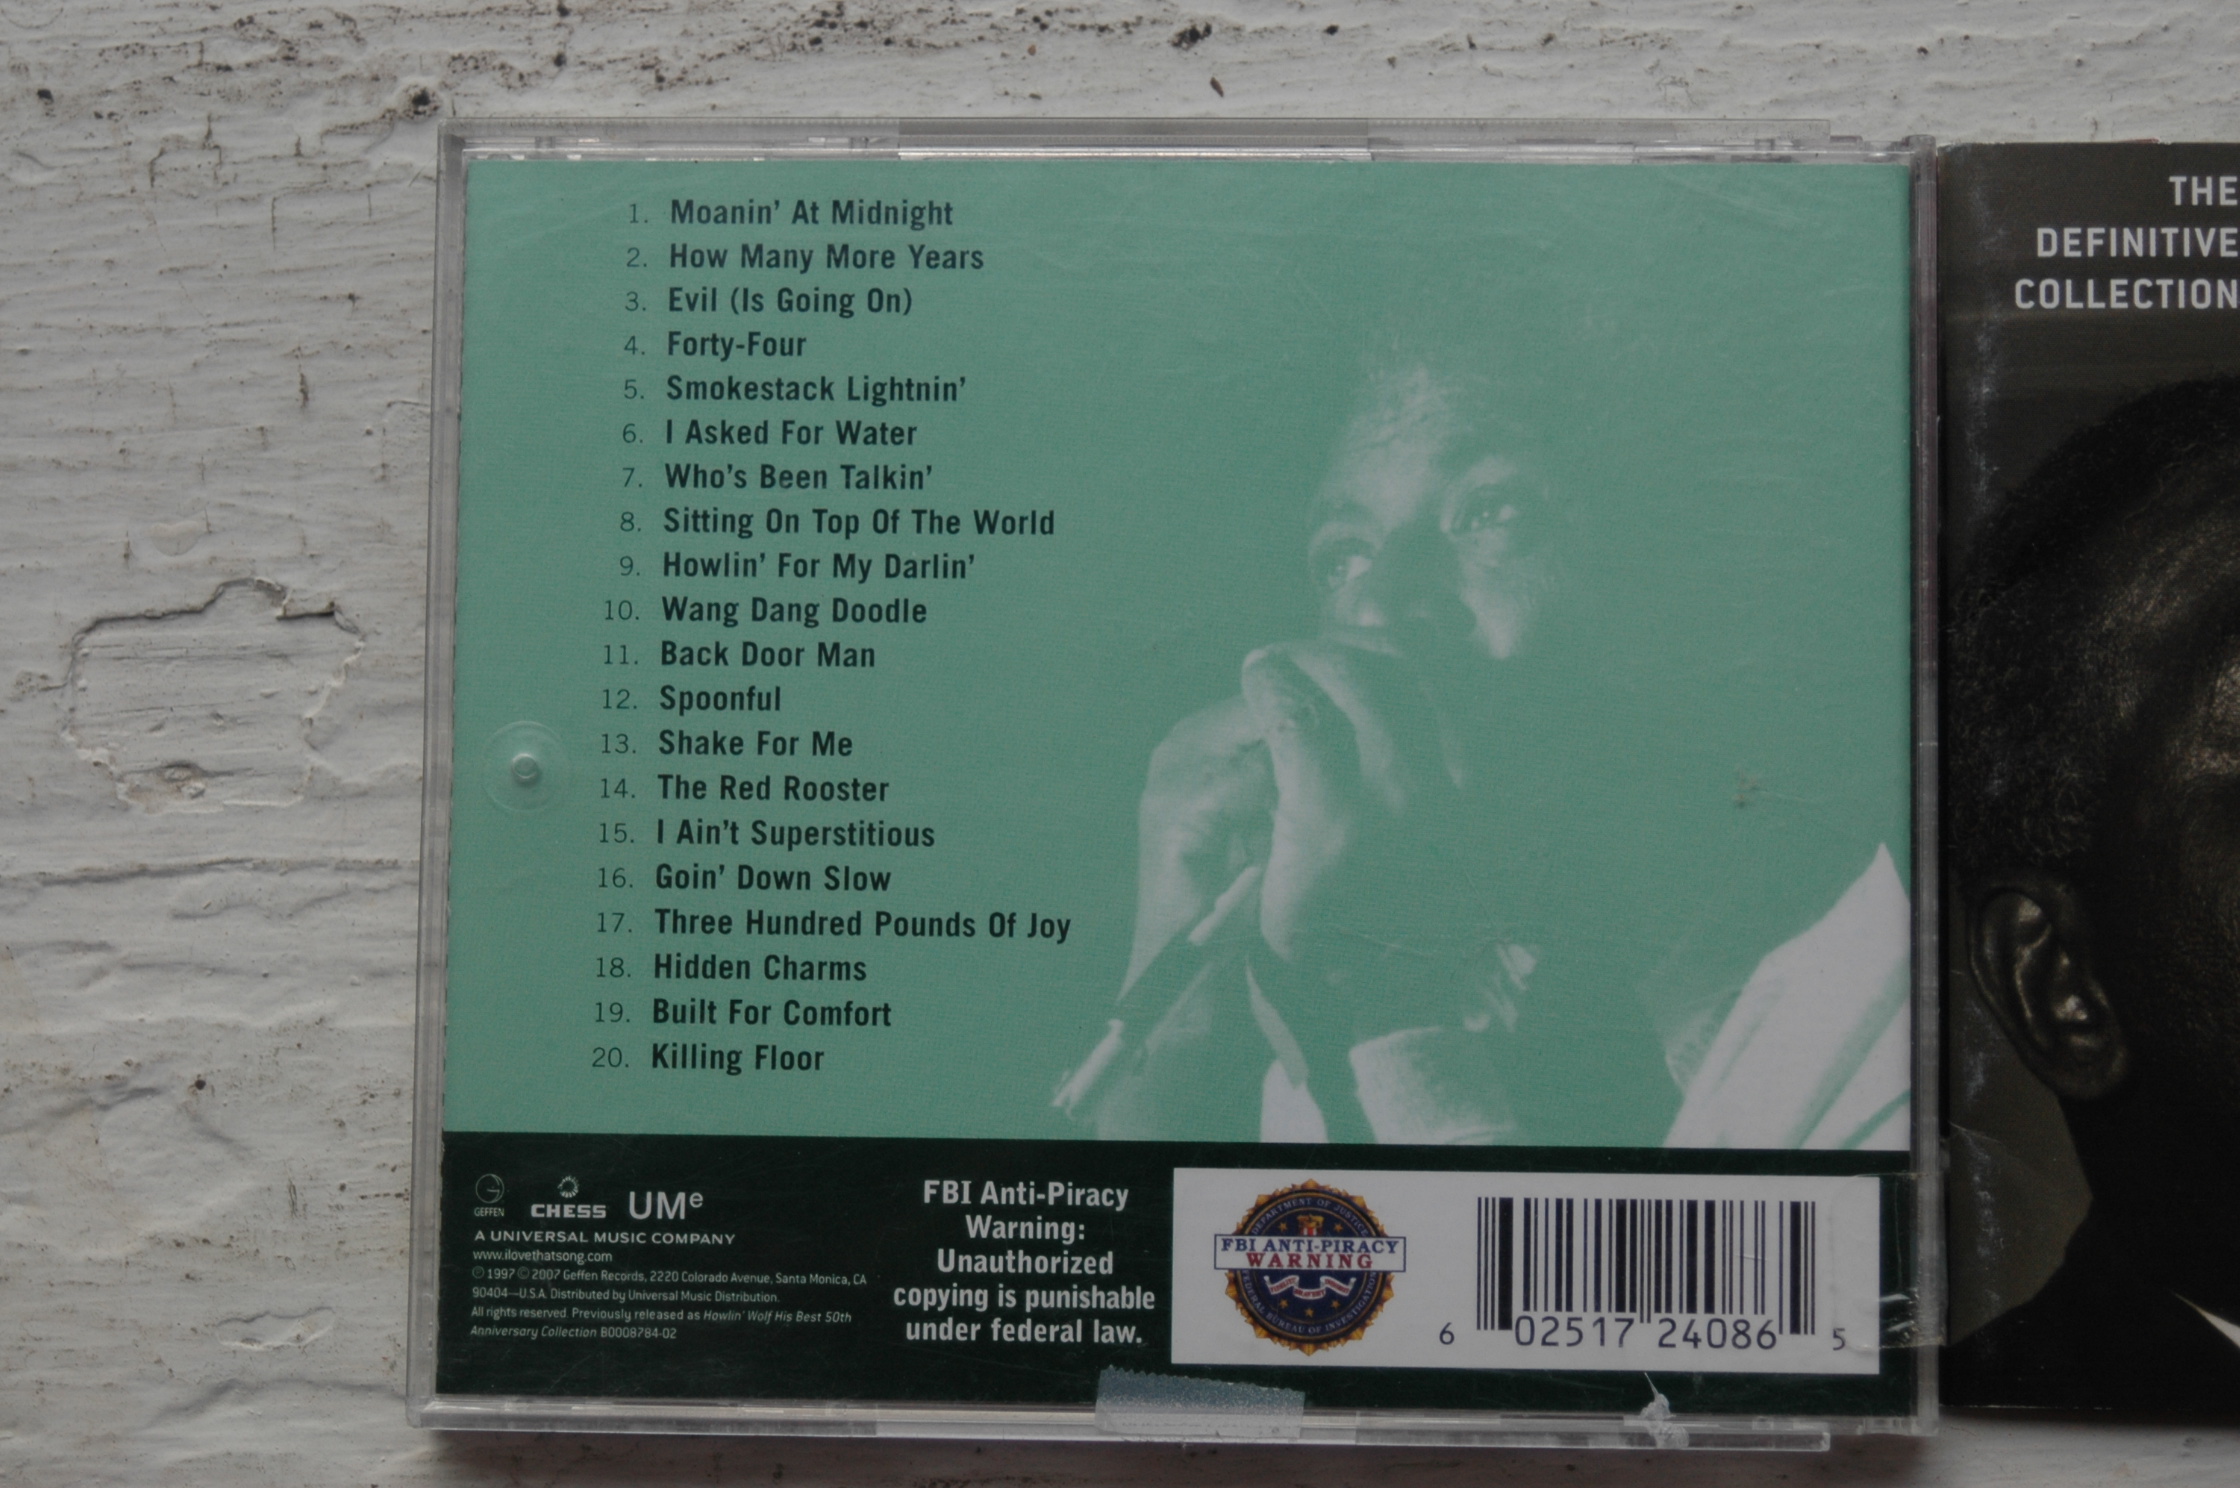 1. Moanin' At Midnight
2. How Many More Years
3. Evil (Is Going On)
4. Forty-Four
5. Smokestack Lightnin'
6. I Asked For Water
7. Who's Been Talkin'
8. Sitting On Top Of The World
9. Howlin' For My Darlin'
10. Wang Dang Doodle
11. Back Door Man
12. Spoonful
13. Shake For Me
14. The Red Rooster
15. I Ain't Superstitious
16. Goin' Down Slow
17. Three Hundred Pounds Of Joy
18. Hidden Charms
19. Built For Comfort
20. Killing Floor
THE
DEFINITIVE
COLLECTION
GEFFEN CHESS UMe
A UNIVERSAL MUSIC COMPANY
www.ilovethatsong.com
℗ 1997 © 2007 Geffen Records, 2220 Colorado Avenue, Santa Monica, CA
90404—U.S.A. Distributed by Universal Music Distribution.
All rights reserved. Previously released as Howlin' Wolf His Best 50th
Anniversary Collection B0008784-02
FBI Anti-Piracy
Warning:
Unauthorized
copying is punishable
under federal law.
DEPARTMENT OF JUSTICE
FBI ANTI-PIRACY
WARNING
FEDERAL BUREAU OF INVESTIGATION
6 02517 24086 5